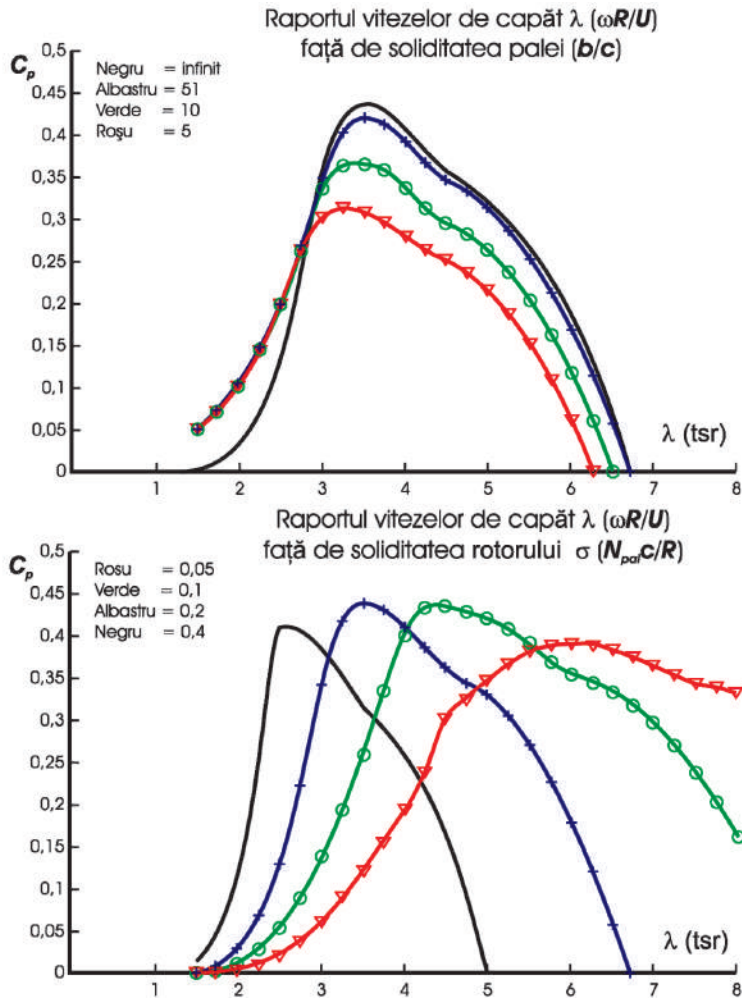 Raportul vitezelor de capăt λ (ωR/U)
față de soliditatea palei (b/c)
Cp
0,5
0,45
0,4
0,35
0,3
0,25
0,2
0,15
0,1
0,05
0
Negru = infinit
Albastru = 51
Verde = 10
Roșu = 5
λ (tsr)
1 2 3 4 5 6 7 8
Raportul vitezelor de capăt λ (ωR/U)
față de soliditatea rotorului σ (Npalc/R)
Cp
0,5
0,45
0,4
0,35
0,3
0,25
0,2
0,15
0,1
0,05
0
Rosu = 0,05
Verde = 0,1
Albastru = 0,2
Negru = 0,4
λ (tsr)
1 2 3 4 5 6 7 8